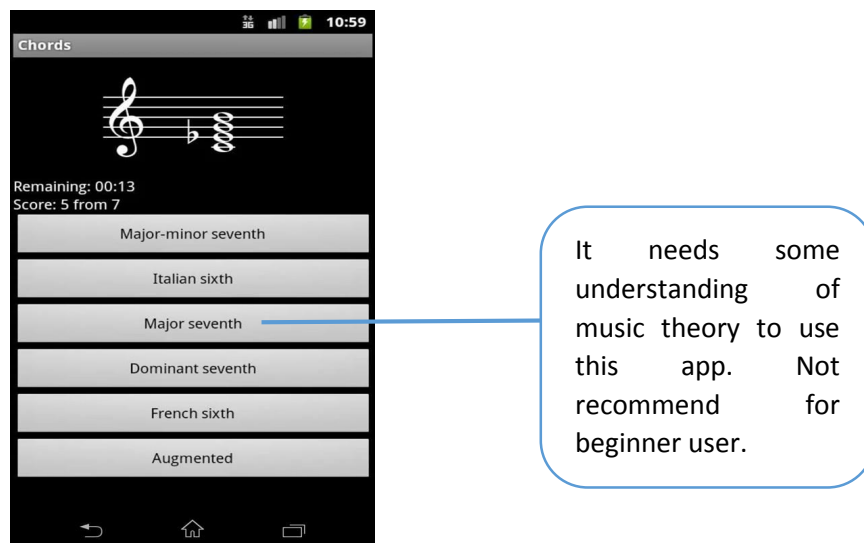 3G 10:59
Chords
Remaining: 00:13
Score: 5 from 7
Major-minor seventh
Italian sixth
Major seventh
Dominant seventh
French sixth
Augmented
It needs some
understanding of
music theory to use
this app. Not
recommend for
beginner user.